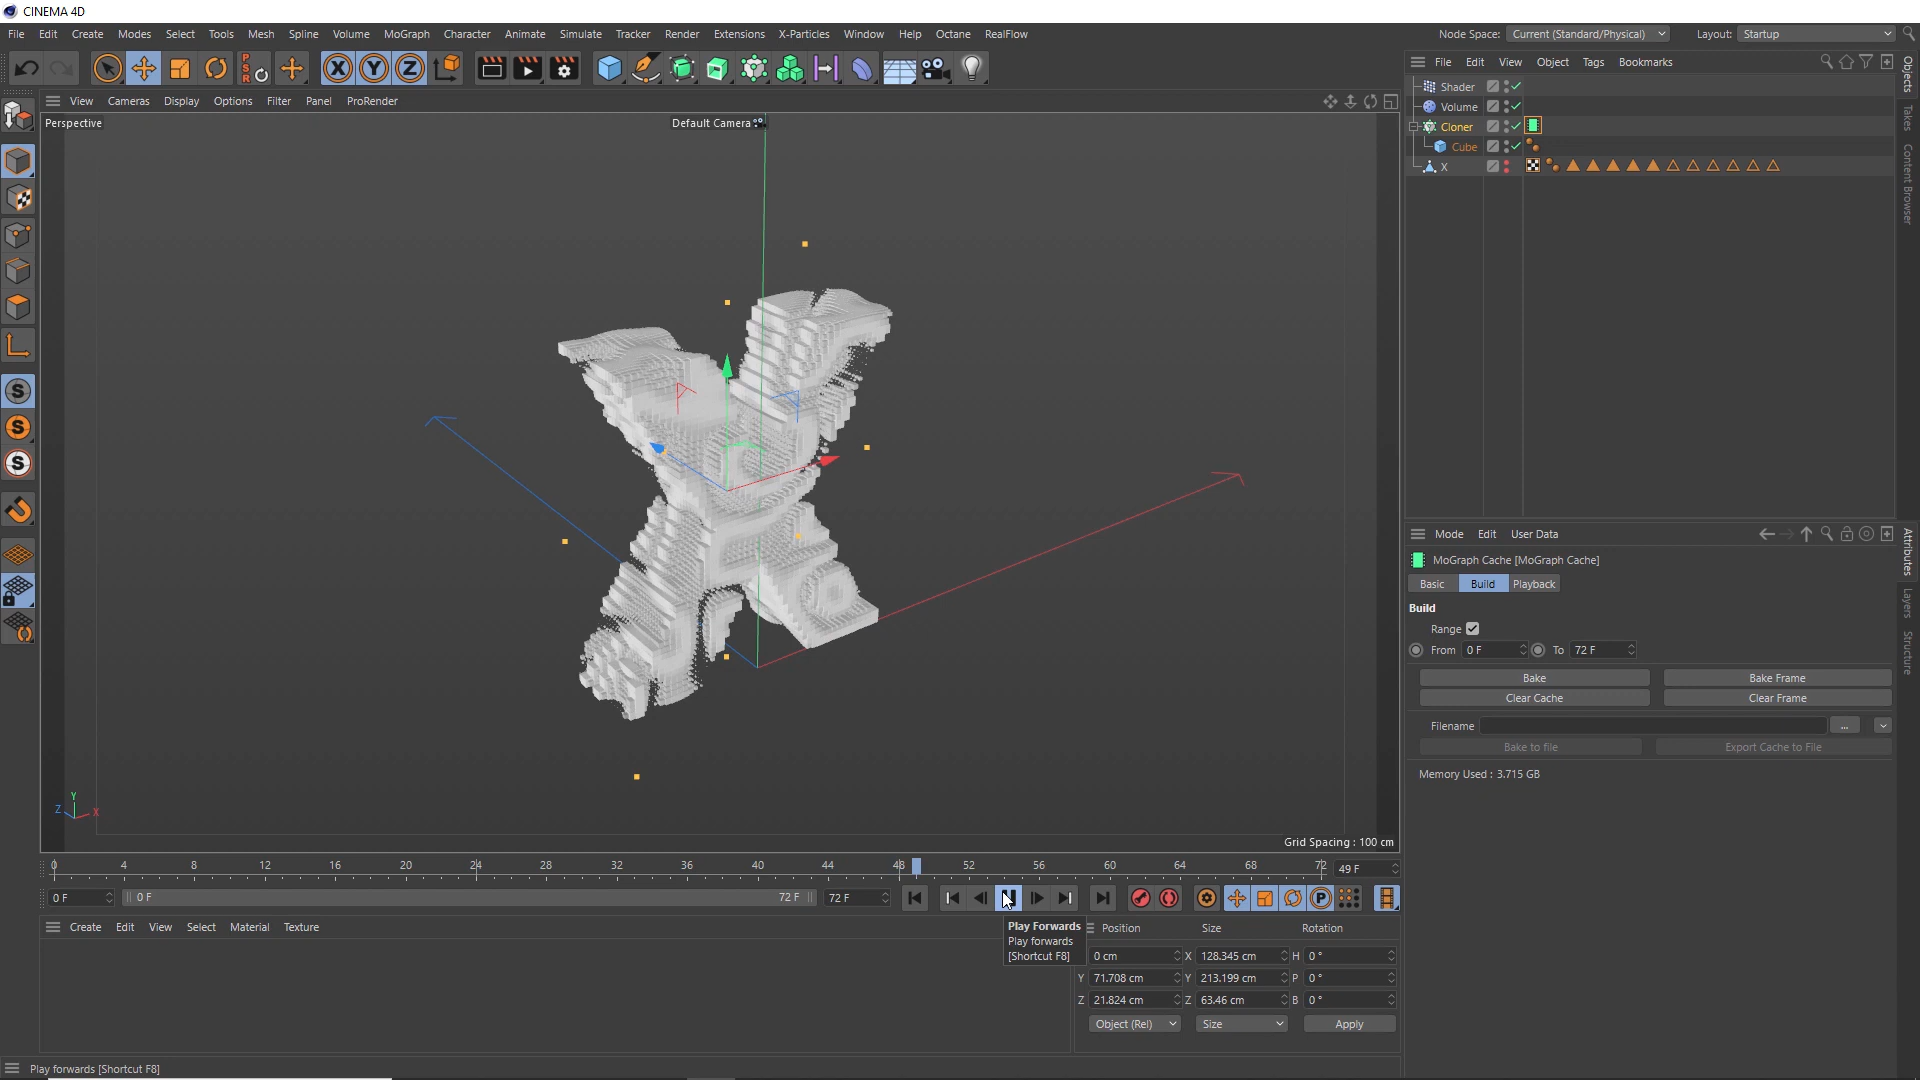 CINEMA 4D
File Edit Create Modes Select Tools Mesh Spline Volume MoGraph Character Animate Simulate Tracker Render Extensions X-Particles Window Help Octane RealFlow Node Space: Current (Standard/Physical) Layout: Startup
PSR X Y Z
File Edit View Object Tags Bookmarks
View Cameras Display Options Filter Panel ProRender
Perspective
Default Camera
Shader
Volume
Cloner
Cube
X
Objects
Takes
Content Browser
S
S
S
Mode Edit User Data
MoGraph Cache [MoGraph Cache]
Basic Build Playback
Build
Range
From 0 F To 72 F
Bake Bake Frame
Clear Cache Clear Frame
Filename ...
Bake to file Export Cache to File
Memory Used : 3.715 GB
Attributes
Layers
Structure
Y
Z X
Grid Spacing : 100 cm
0 4 8 12 16 20 24 28 32 36 40 44 48 52 56 60 64 68 72 49 F
0 F 0 F 72 F 72 F P
Create Edit View Select Material Texture
Play Forwards
Play forwards
[Shortcut F8]
Position Size Rotation
0 cm X 128.345 cm H 0 °
Y 71.708 cm Y 213.199 cm P 0 °
Z 21.824 cm Z 63.46 cm B 0 °
Object (Rel) Size Apply
Play forwards [Shortcut F8]